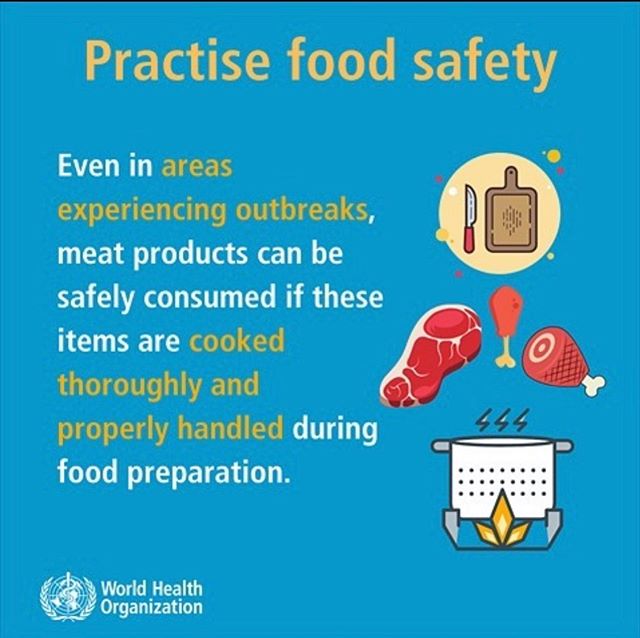 Practise food safety
Even in areas
experiencing outbreaks,
meat products can be
safely consumed if these
items are cooked
thoroughly and
properly handled during
food preparation.
World Health
Organization